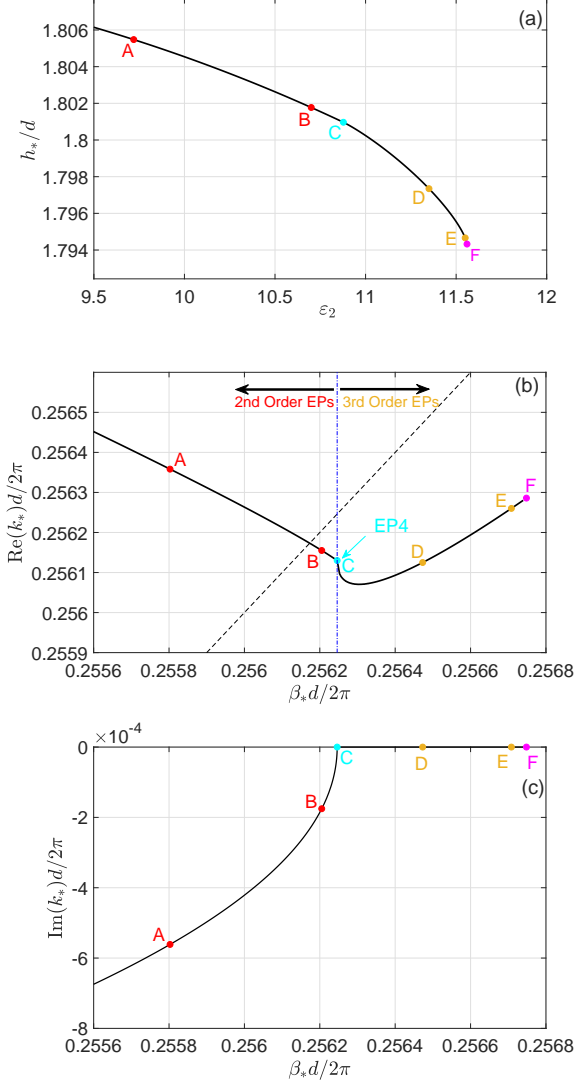 (a)
1.806
1.804
1.802
1.8
1.798
1.796
1.794
h*/d
A
B
C
D
E
F
9.5 10 10.5 11 11.5 12
ε2
(b)
2nd Order EPs 3rd Order EPs
0.2565
0.2564
0.2563
0.2562
0.2561
0.256
0.2559
Re(k*)d/2π
A
B
C
EP4
D
E
F
0.2556 0.2558 0.256 0.2562 0.2564 0.2566 0.2568
β*d/2π
×10-4
0
-2
-4
-6
-8
Im(k*)d/2π
(c)
A
B
C
D
E
F
0.2556 0.2558 0.256 0.2562 0.2564 0.2566 0.2568
β*d/2π